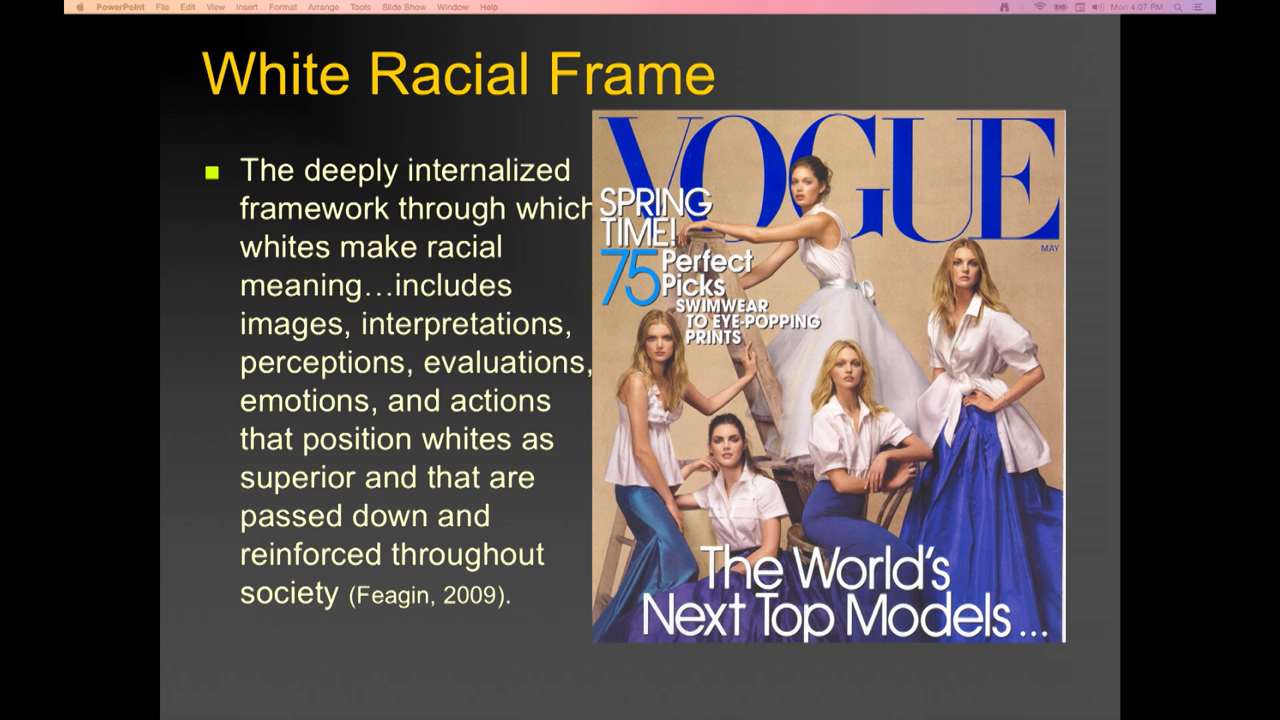 PowerPoint File Edit View Insert Format Arrange Tools Slide Show Window Help Mon 4:07 PM
White Racial Frame
The deeply internalized
framework through which
whites make racial
meaning…includes
images, interpretations,
perceptions, evaluations,
emotions, and actions
that position whites as
superior and that are
passed down and
reinforced throughout
society (Feagin, 2009).
VOGUE
MAY
SPRING
TIME!
75 Perfect
Picks
SWIMWEAR
TO EYE-POPPING
PRINTS
The World's
Next Top Models ...